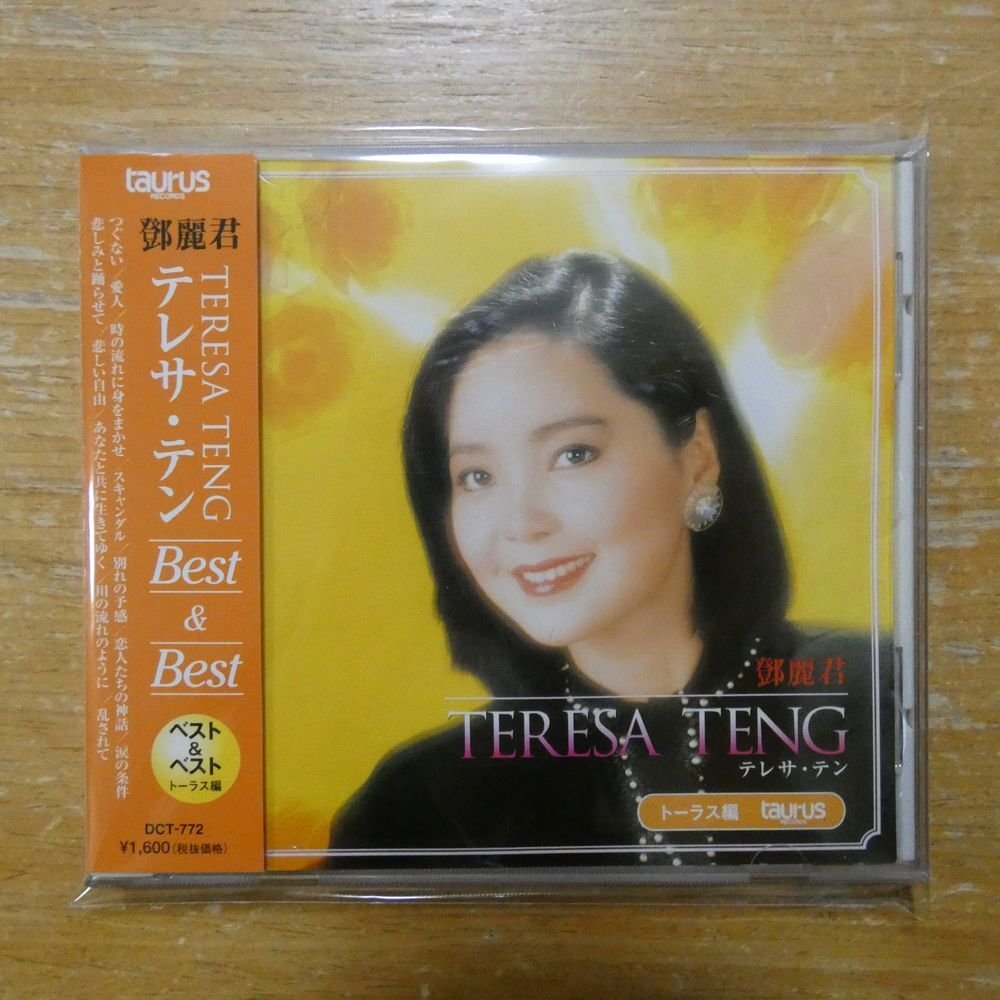 taurus
RECORDS
鄧麗君
テレサ・テン
TERESA TENG
Best
&
Best
つぐない／愛人／時の流れに身をまかせ／スキャンダル／別れの予感／恋人たちの神話／涙の条件
悲しみと踊らせて／悲しい自由／あなたと共に生きてゆく／川の流れのように／乱されて
ベスト
&
ベスト
トーラス編
DCT-772
¥1,600(税抜価格)
鄧麗君
TERESA TENG
テレサ・テン
トーラス編 taurus
RECORDS